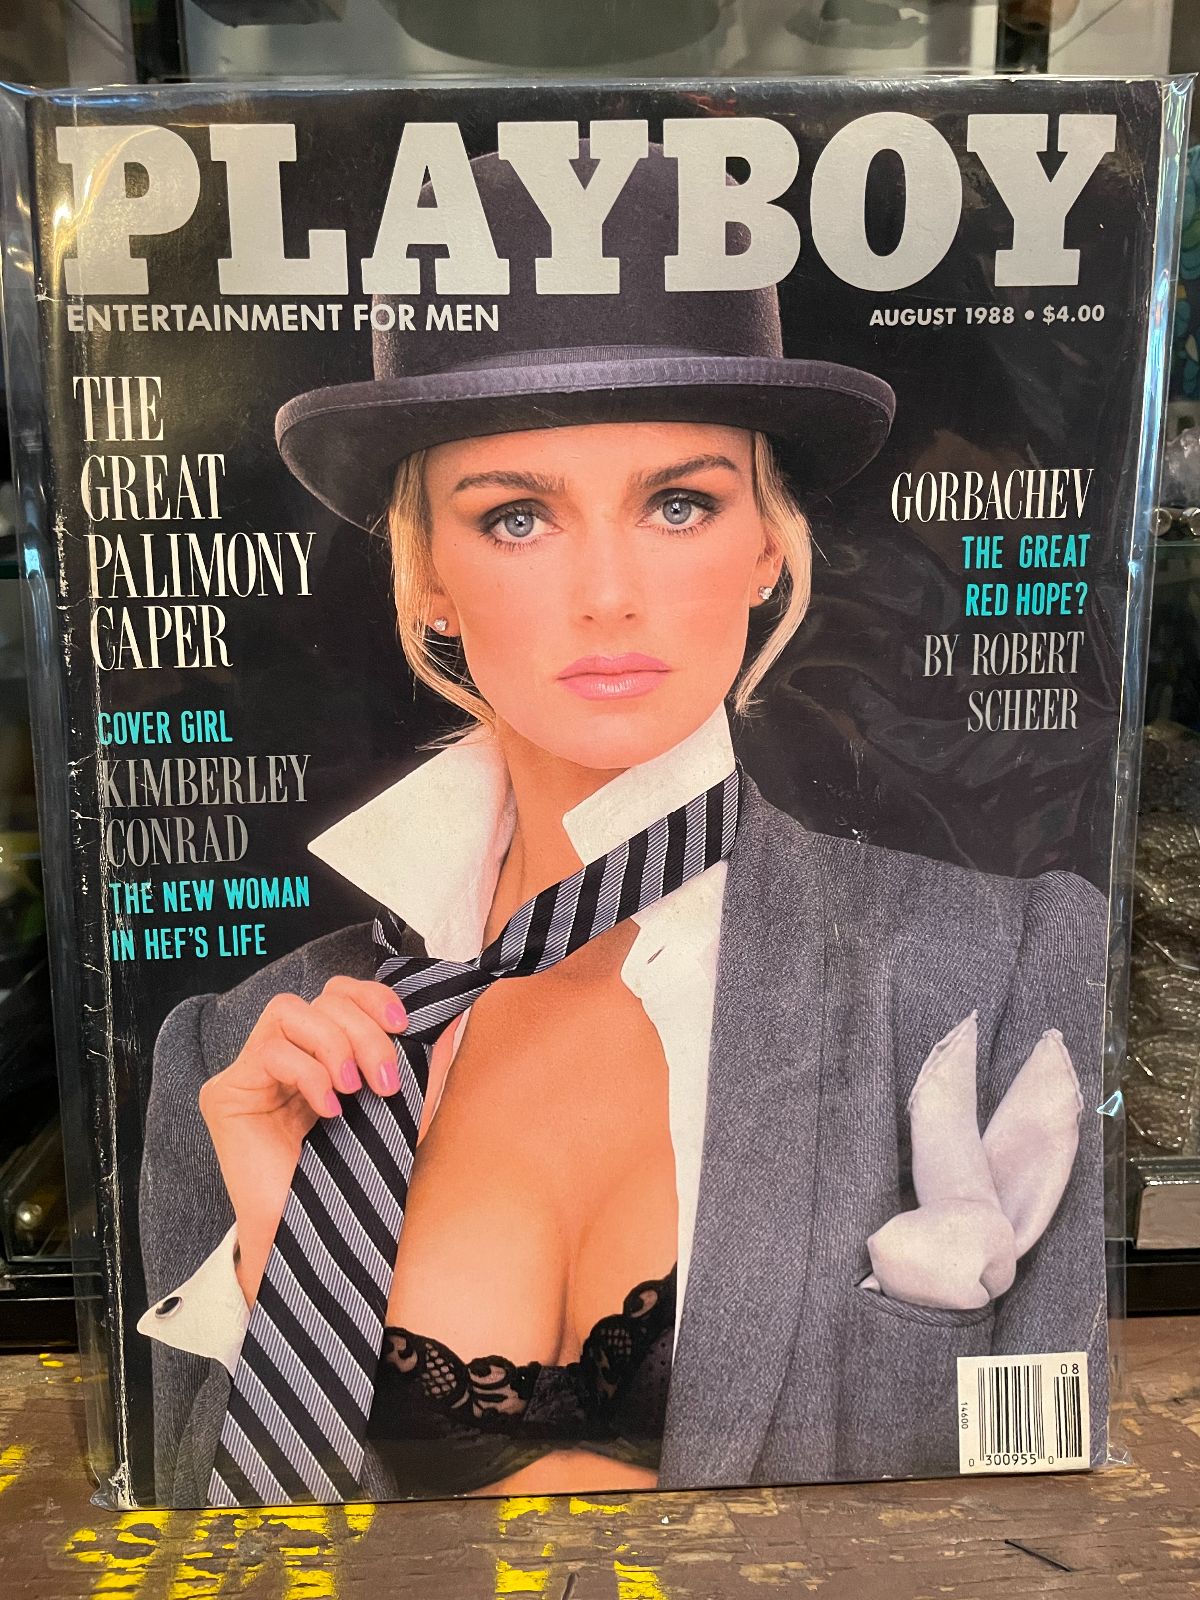 PLAYBOY
ENTERTAINMENT FOR MEN
AUGUST 1988 • $4.00
THE
GREAT
PALIMONY
CAPER
COVER GIRL
KIMBERLEY
CONRAD
THE NEW WOMAN
IN HEF'S LIFE
GORBACHEV
THE GREAT
RED HOPE?
BY ROBERT
SCHEER
08
14600
0 300955 0